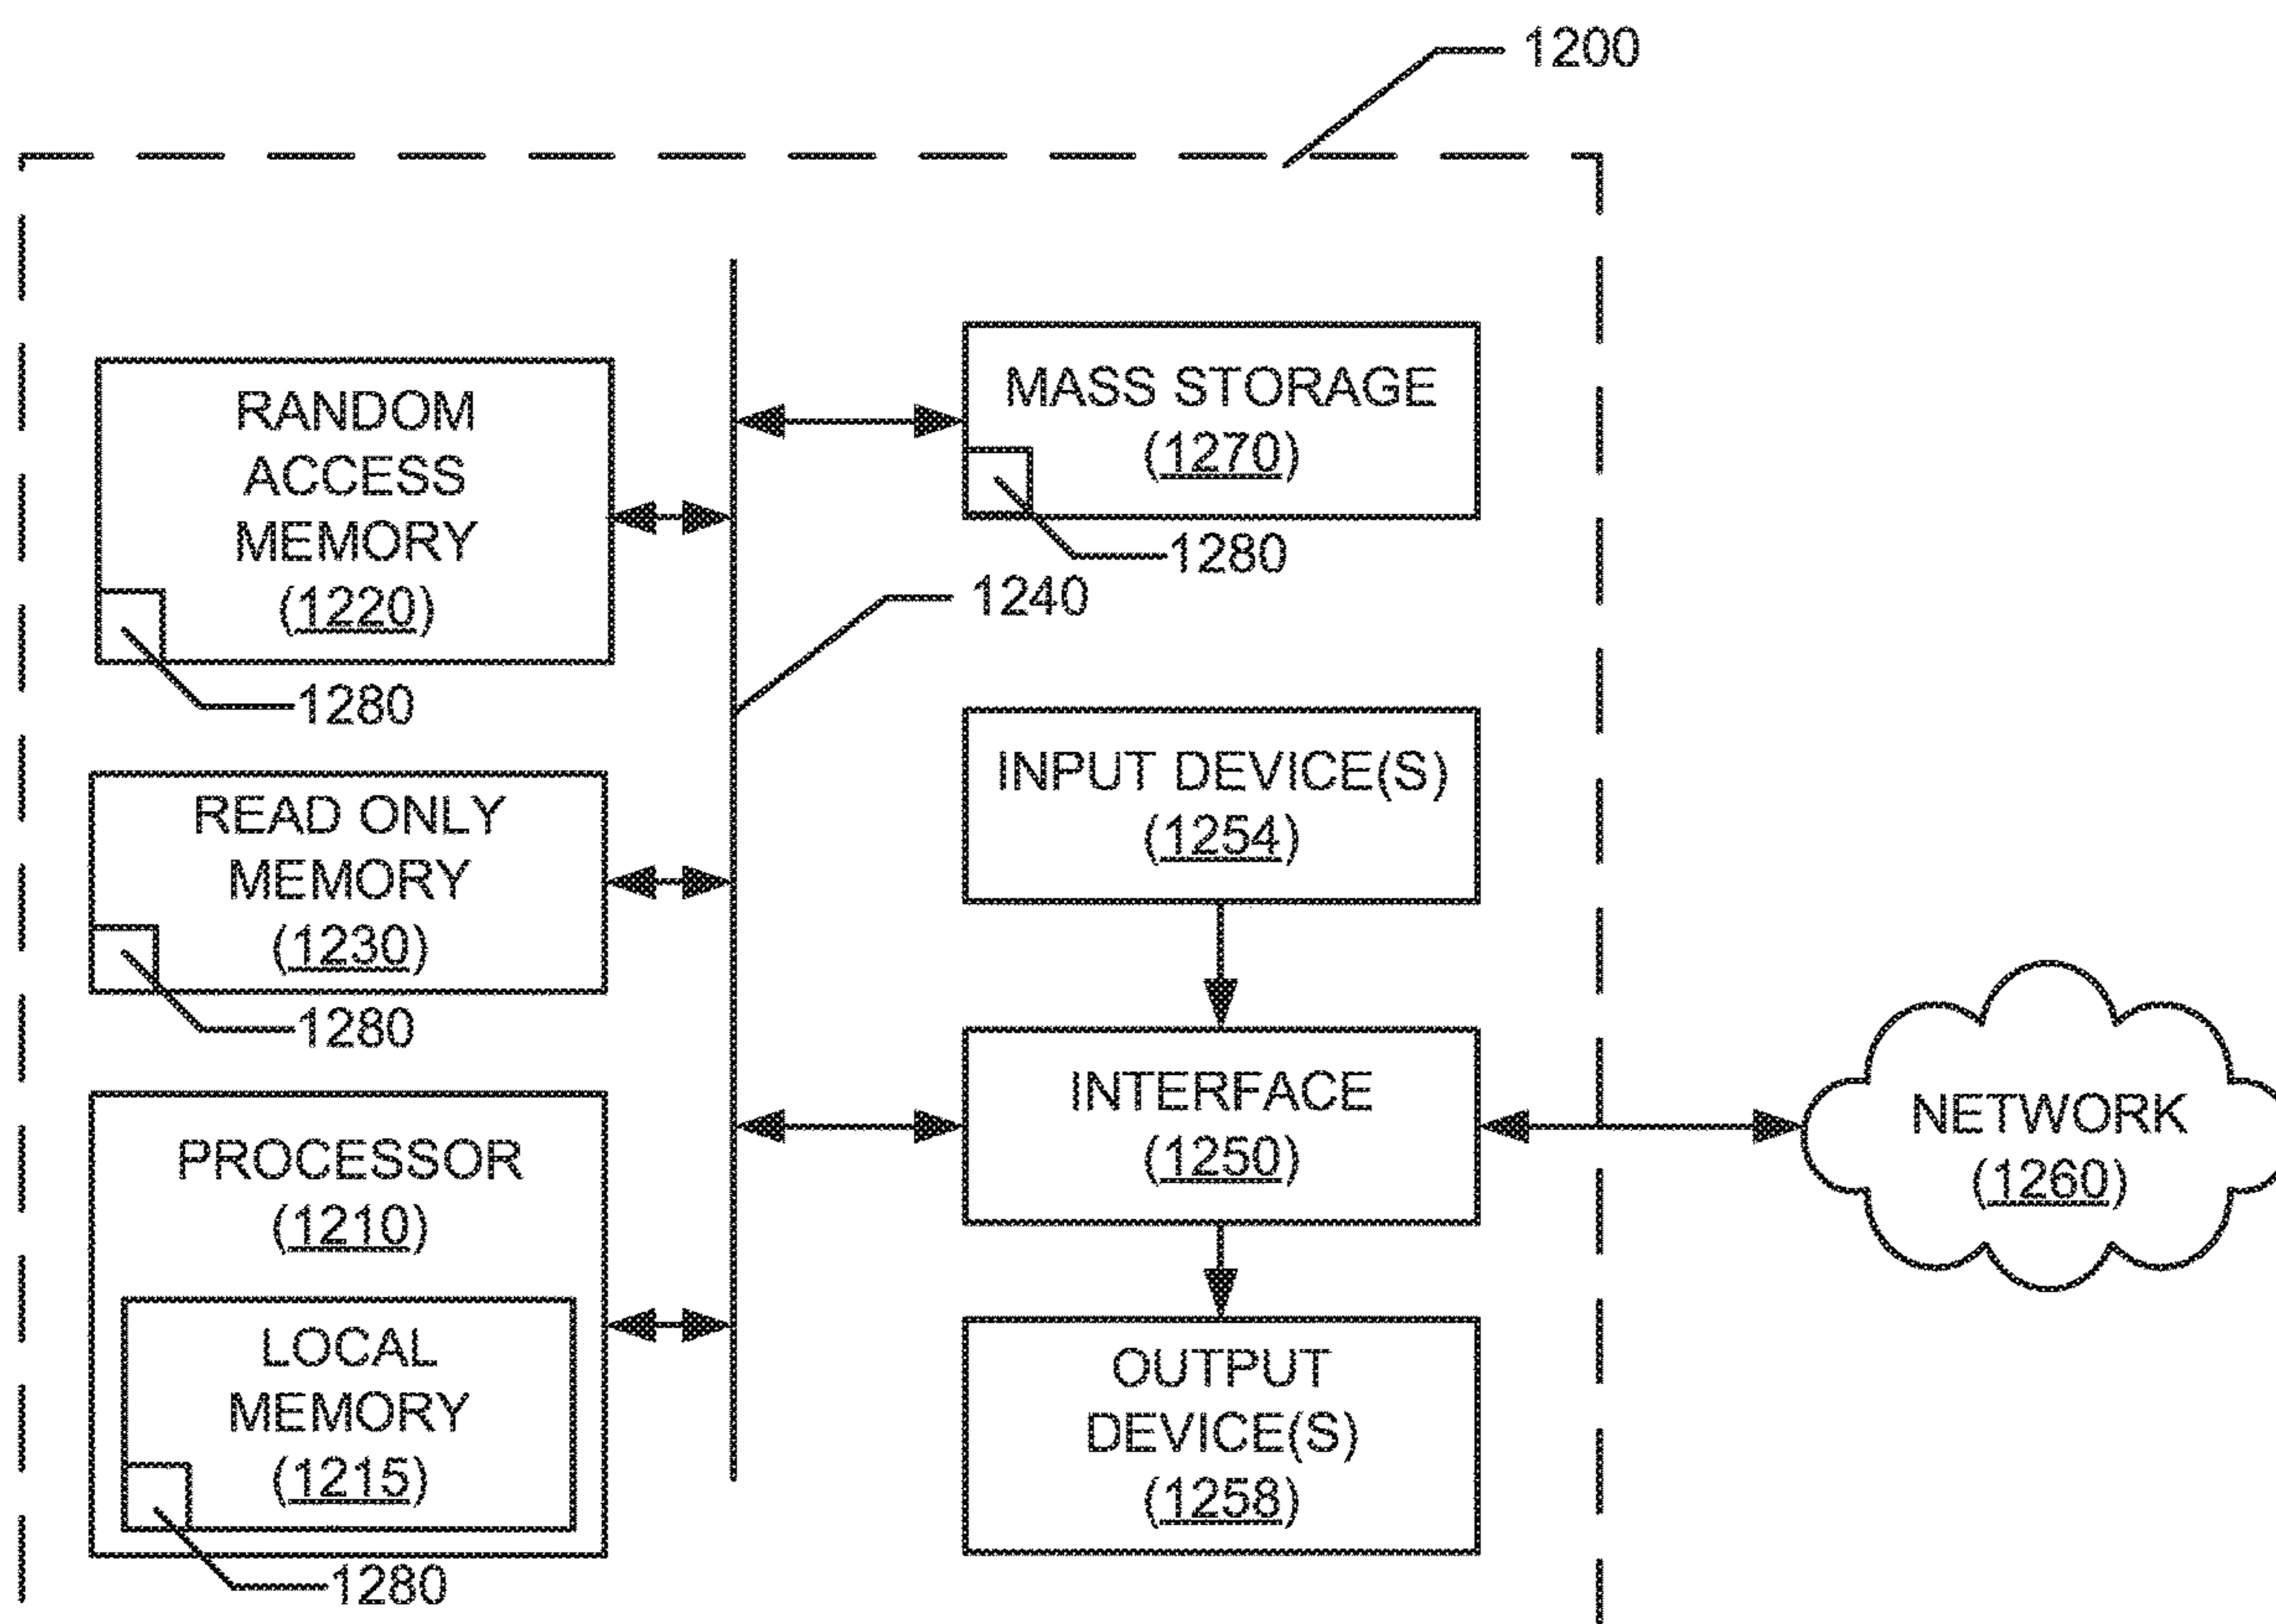 1200
RANDOM
ACCESS
MEMORY
(1220)
1280
READ ONLY
MEMORY
(1230)
1280
PROCESSOR
(1210)
LOCAL
MEMORY
(1215)
1280
1240
MASS STORAGE
(1270)
1280
INPUT DEVICE(S)
(1254)
INTERFACE
(1250)
OUTPUT
DEVICE(S)
(1258)
NETWORK
(1260)